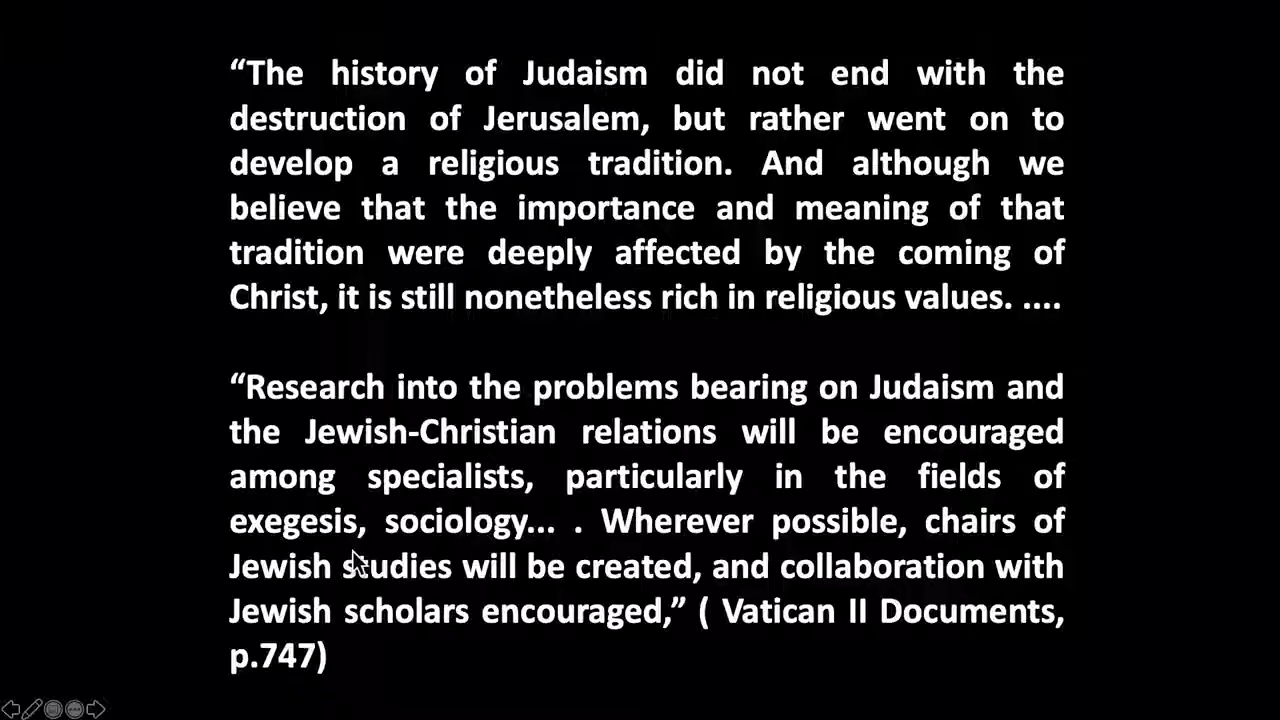 “The history of Judaism did not end with the
destruction of Jerusalem, but rather went on to
develop a religious tradition. And although we
believe that the importance and meaning of that
tradition were deeply affected by the coming of
Christ, it is still nonetheless rich in religious values. ....
“Research into the problems bearing on Judaism and
the Jewish-Christian relations will be encouraged
among specialists, particularly in the fields of
exegesis, sociology... . Wherever possible, chairs of
Jewish studies will be created, and collaboration with
Jewish scholars encouraged,” ( Vatican II Documents,
p.747)